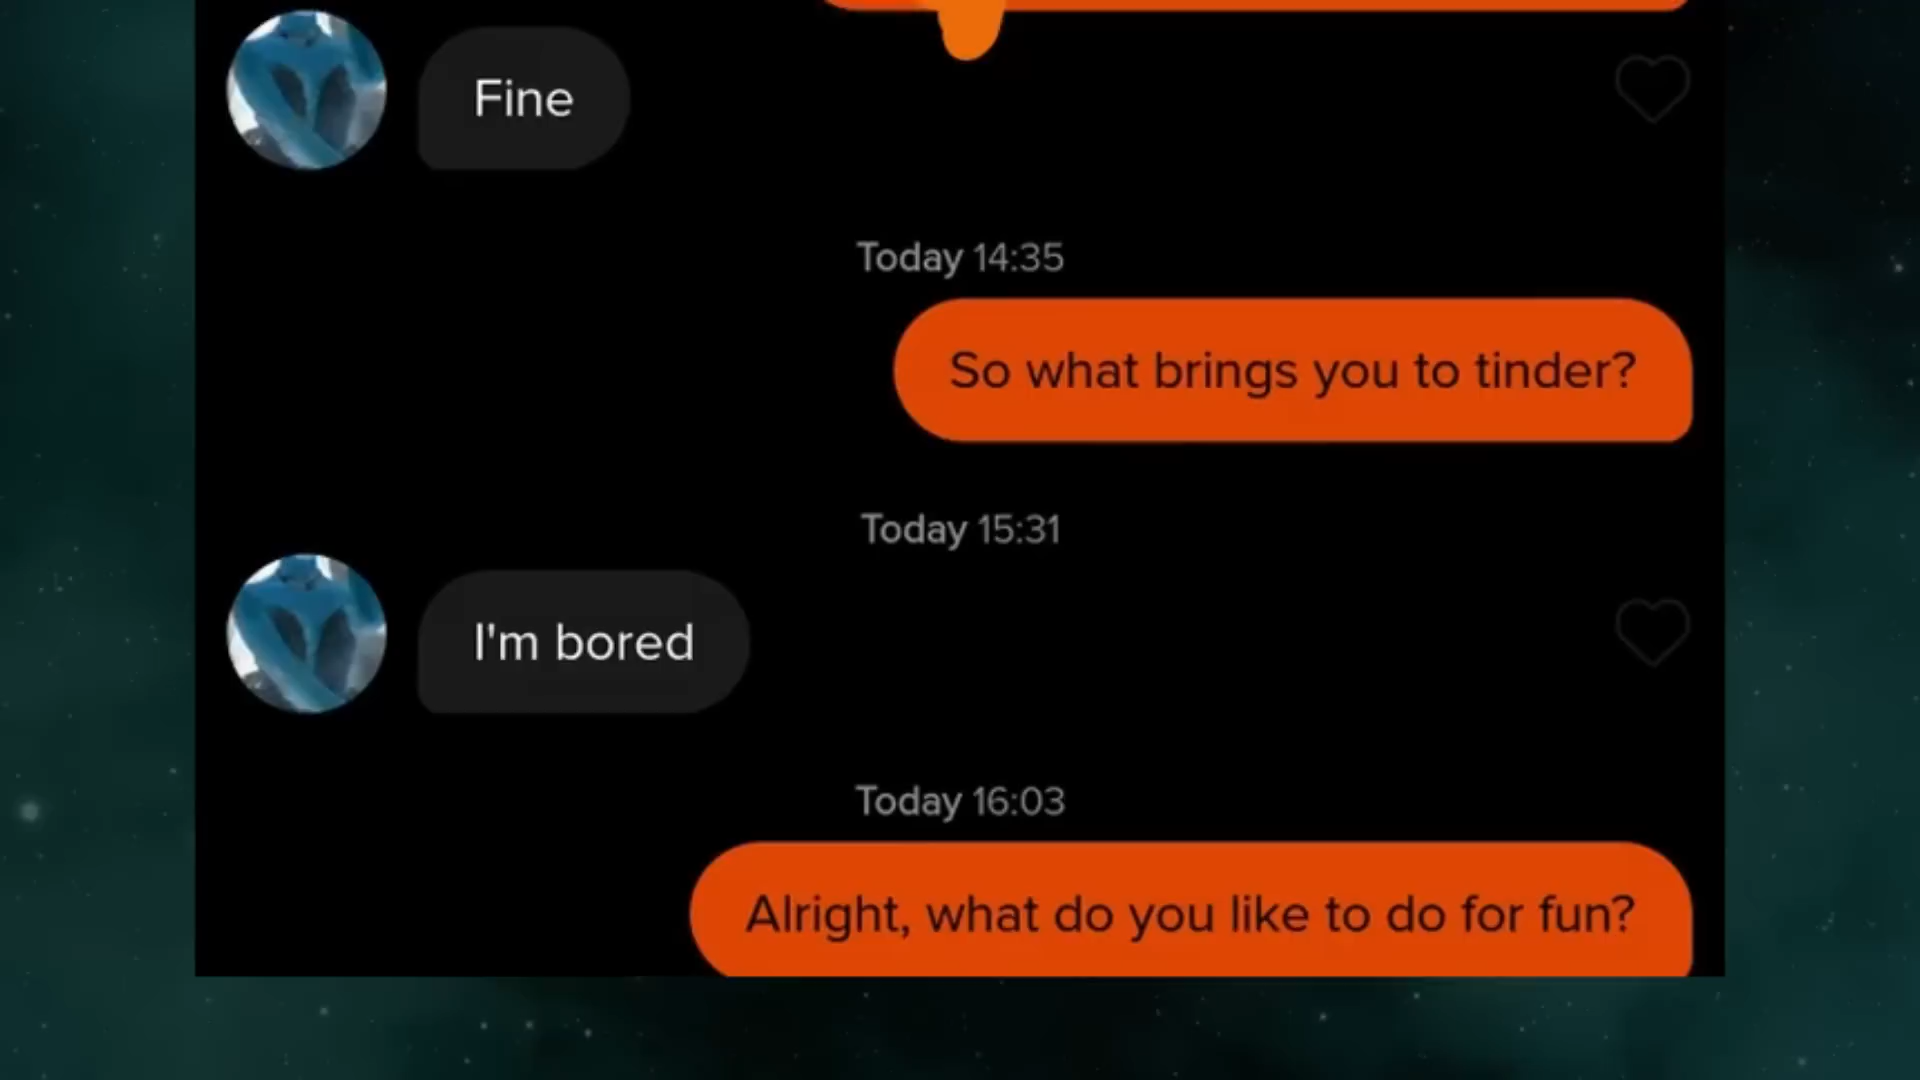 Fine
Today 14:35
So what brings you to tinder?
Today 15:31
I'm bored
Today 16:03
Alright, what do you like to do for fun?